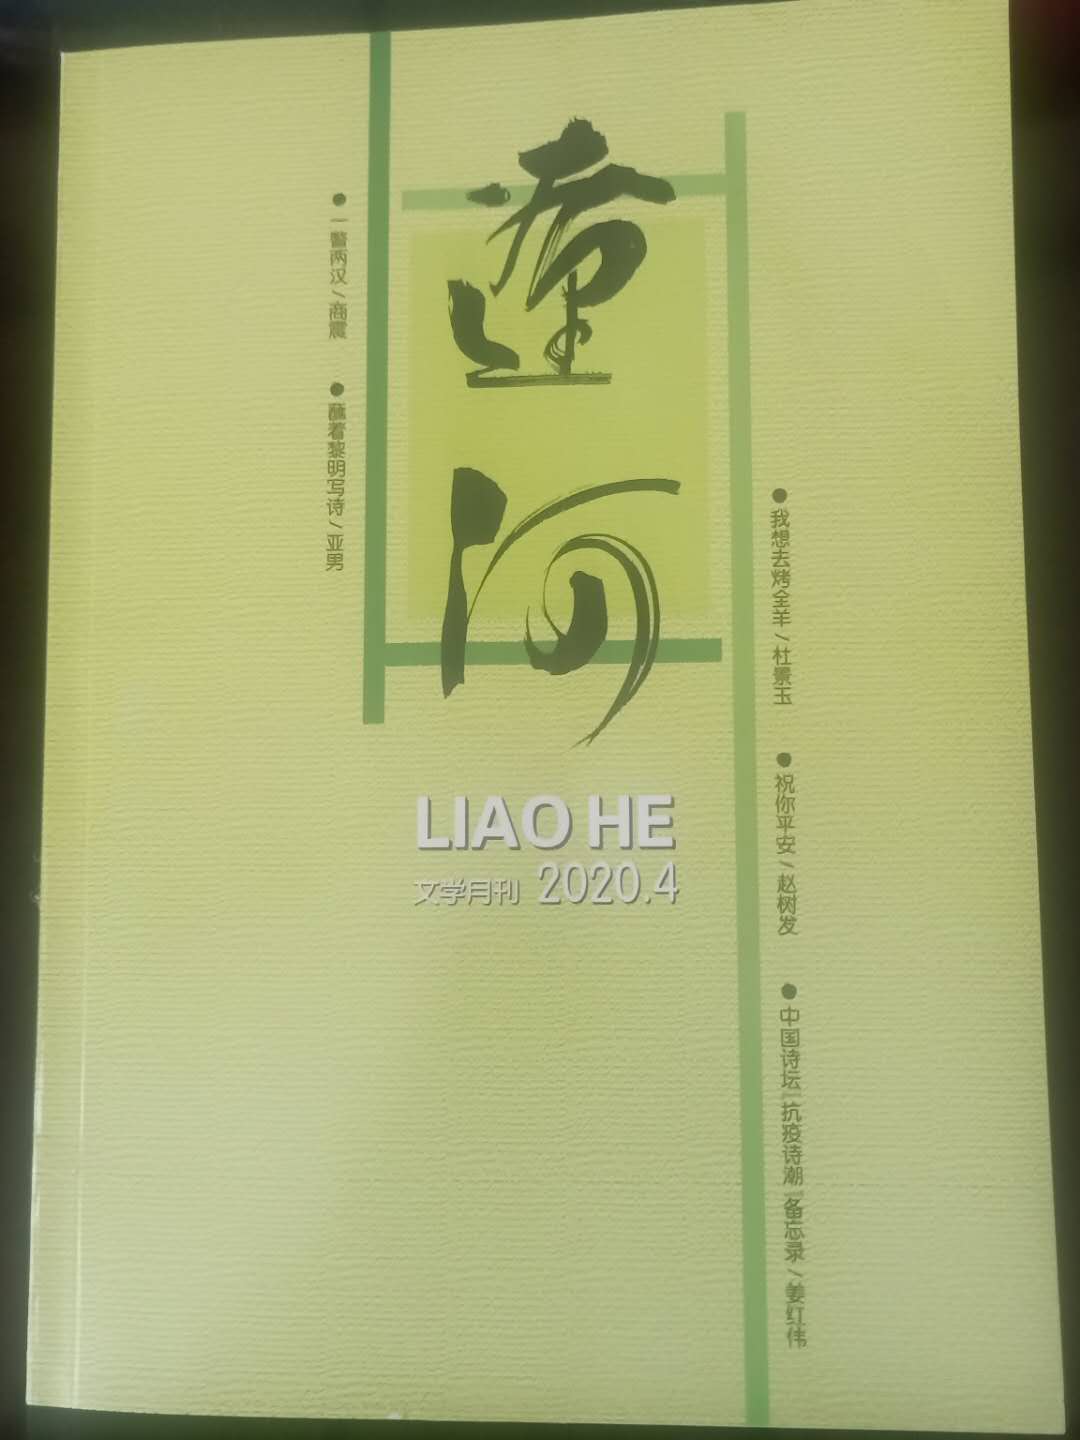 遼河
LIAO HE
文学月刊 2020.4
●一瞥两汉/商震
●蘸着黎明写诗/亚男
●我想去烤全羊/杜景玉
●祝你平安/赵树发
●中国诗坛“抗疫诗潮”备忘录/姜红伟